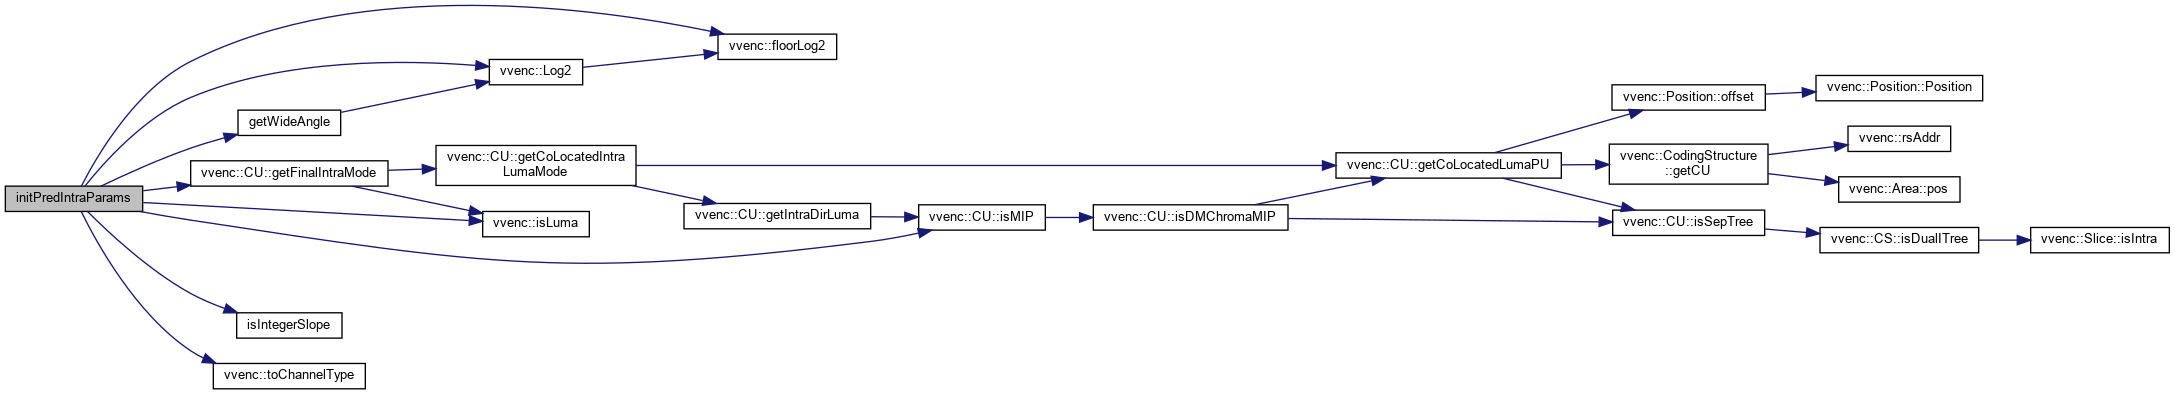 initPredIntraParams
vvenc::floorLog2
vvenc::Log2
getWideAngle
vvenc::CU::getFinalIntraMode
vvenc::CU::getCoLocatedIntra
LumaMode
vvenc::isLuma
vvenc::CU::getIntraDirLuma
vvenc::CU::isMIP
vvenc::CU::isDMChromaMIP
vvenc::CU::getCoLocatedLumaPU
vvenc::Position::offset
vvenc::Position::Position
vvenc::CodingStructure
::getCU
vvenc::rsAddr
vvenc::Area::pos
vvenc::CU::isSepTree
vvenc::CS::isDualITree
vvenc::Slice::isIntra
isIntegerSlope
vvenc::toChannelType